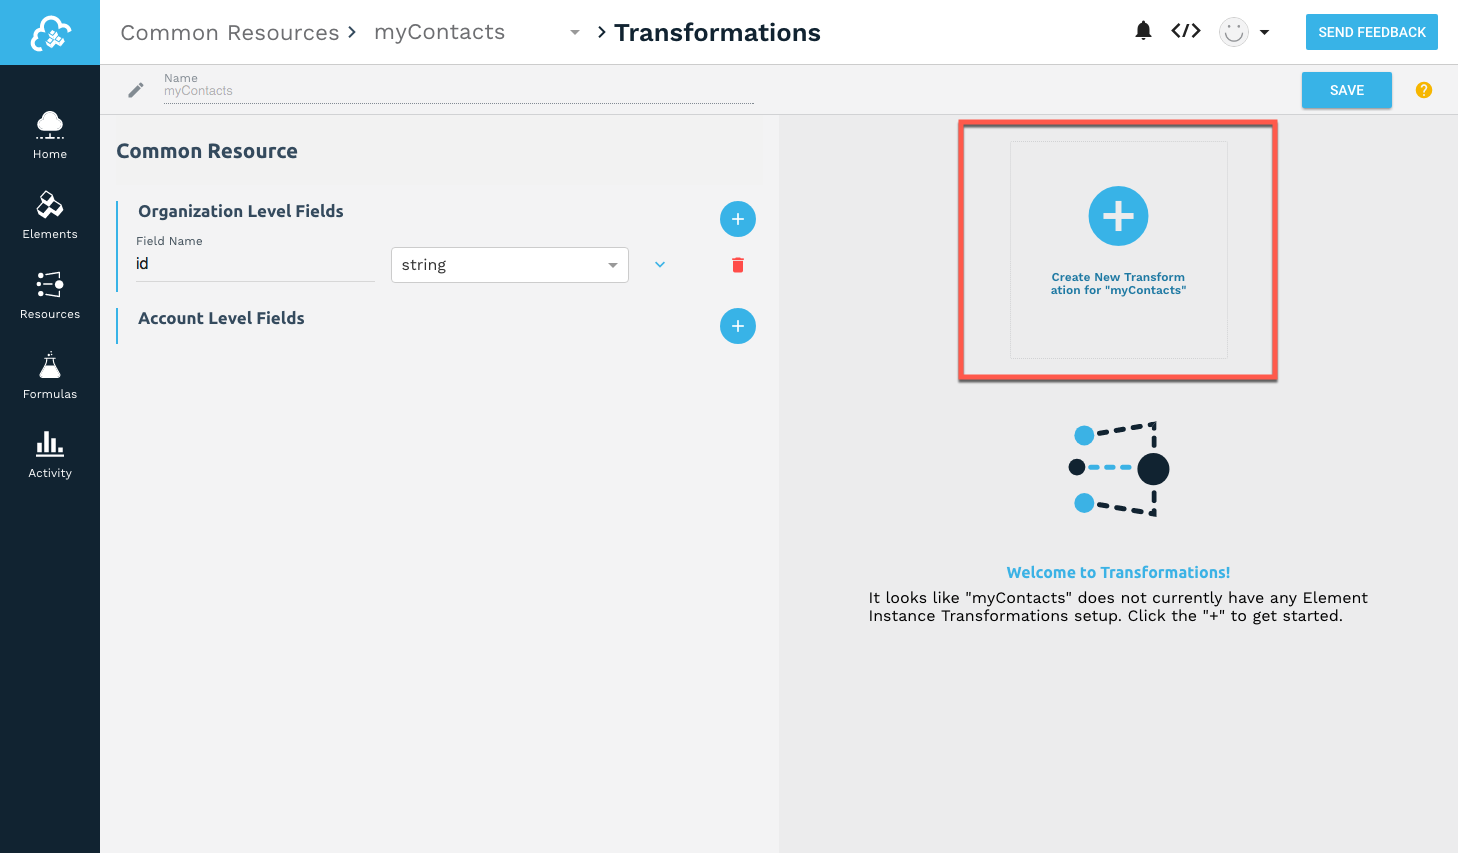 Common Resources > myContacts > Transformations
SEND FEEDBACK
Name
myContacts
SAVE
Home
Elements
Resources
Formulas
Activity
Common Resource
Organization Level Fields
Field Name
id
string
Account Level Fields
Create New Transform
ation for "myContacts"
Welcome to Transformations!
It looks like "myContacts" does not currently have any Element
Instance Transformations setup. Click the "+" to get started.